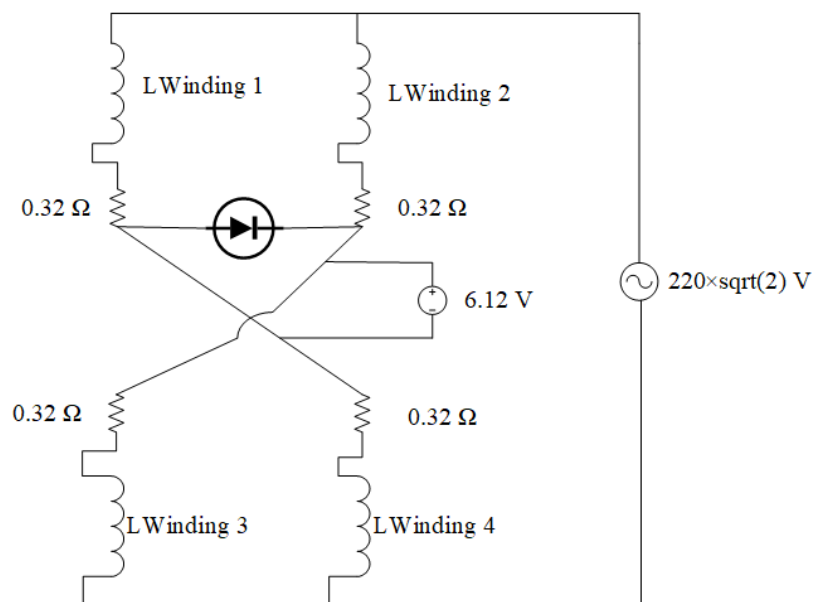 LWinding 1
LWinding 2
0.32 Ω
0.32 Ω
220×sqrt(2) V
+
−
6.12 V
0.32 Ω
0.32 Ω
LWinding 3
LWinding 4